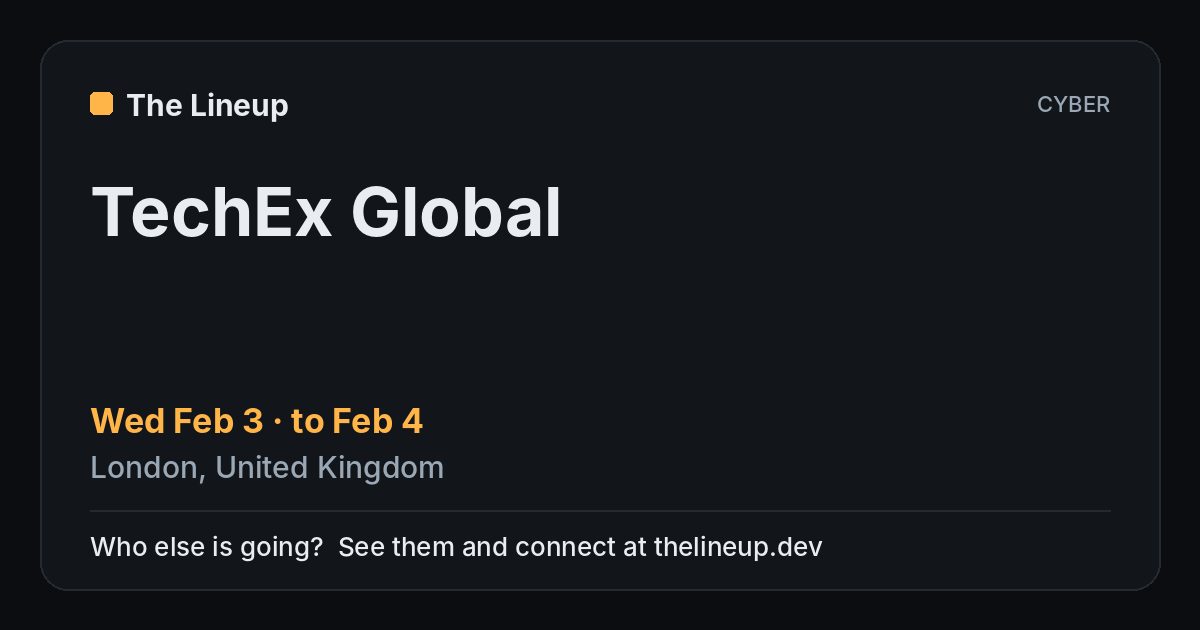 The Lineup
CYBER
TechEx Global
Wed Feb 3 · to Feb 4
London, United Kingdom
Who else is going? See them and connect at thelineup.dev